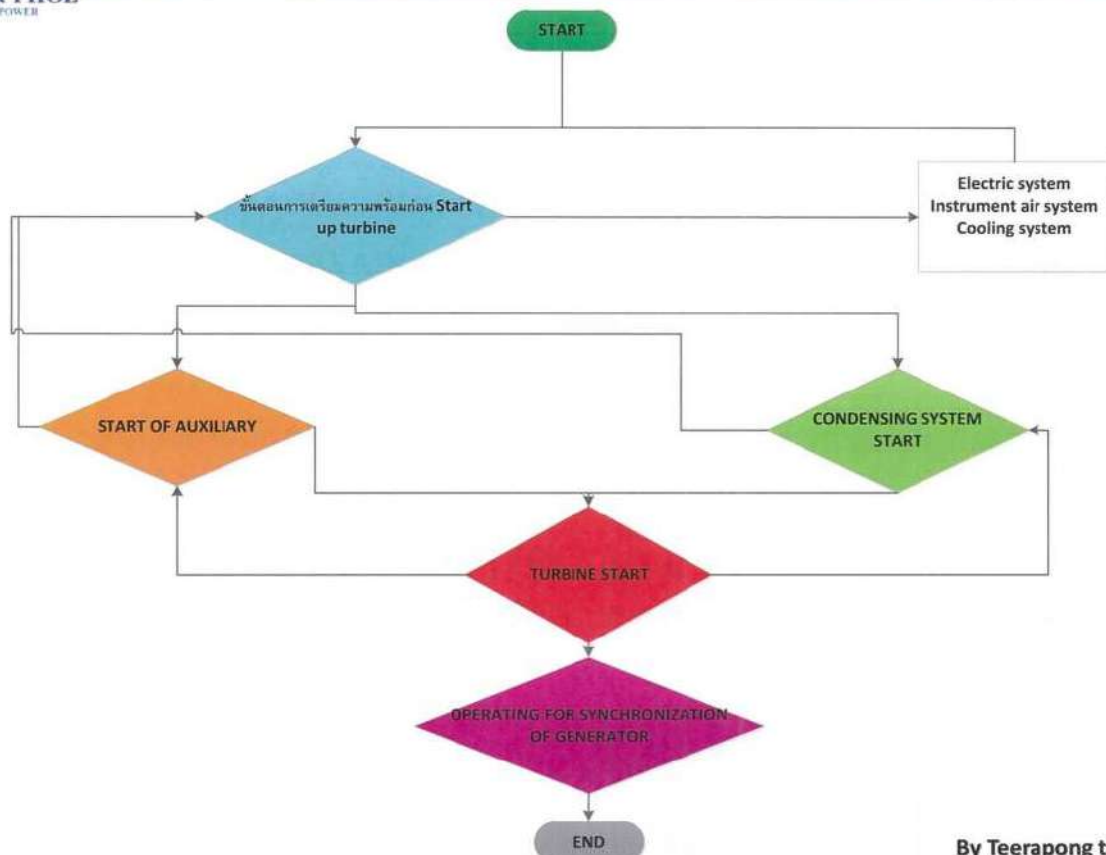 POWER
START
ขั้นตอนการเตรียมความพร้อมก่อน Start
up turbine
Electric system
Instrument air system
Cooling system
START OF AUXILIARY
CONDENSING SYSTEM
START
TURBINE START
OPERATING FOR SYNCHRONIZATION
OF GENERATOR
END
By Teerapong t